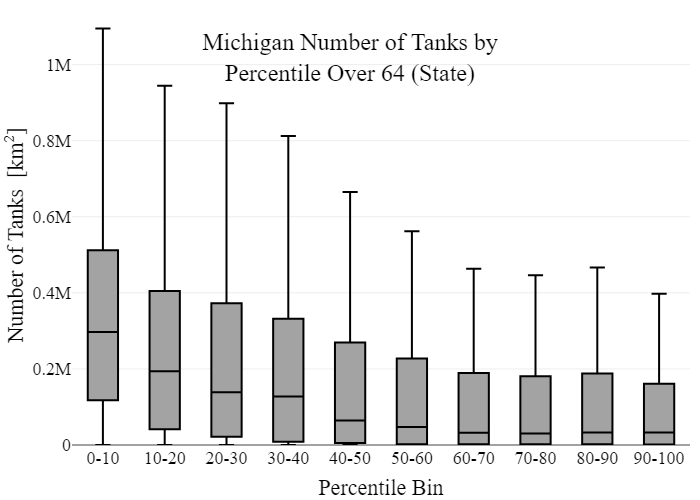 Michigan Number of Tanks by
Percentile Over 64 (State)
Number of Tanks [km²]
1M
0.8M
0.6M
0.4M
0.2M
0
0-10 10-20 20-30 30-40 40-50 50-60 60-70 70-80 80-90 90-100
Percentile Bin